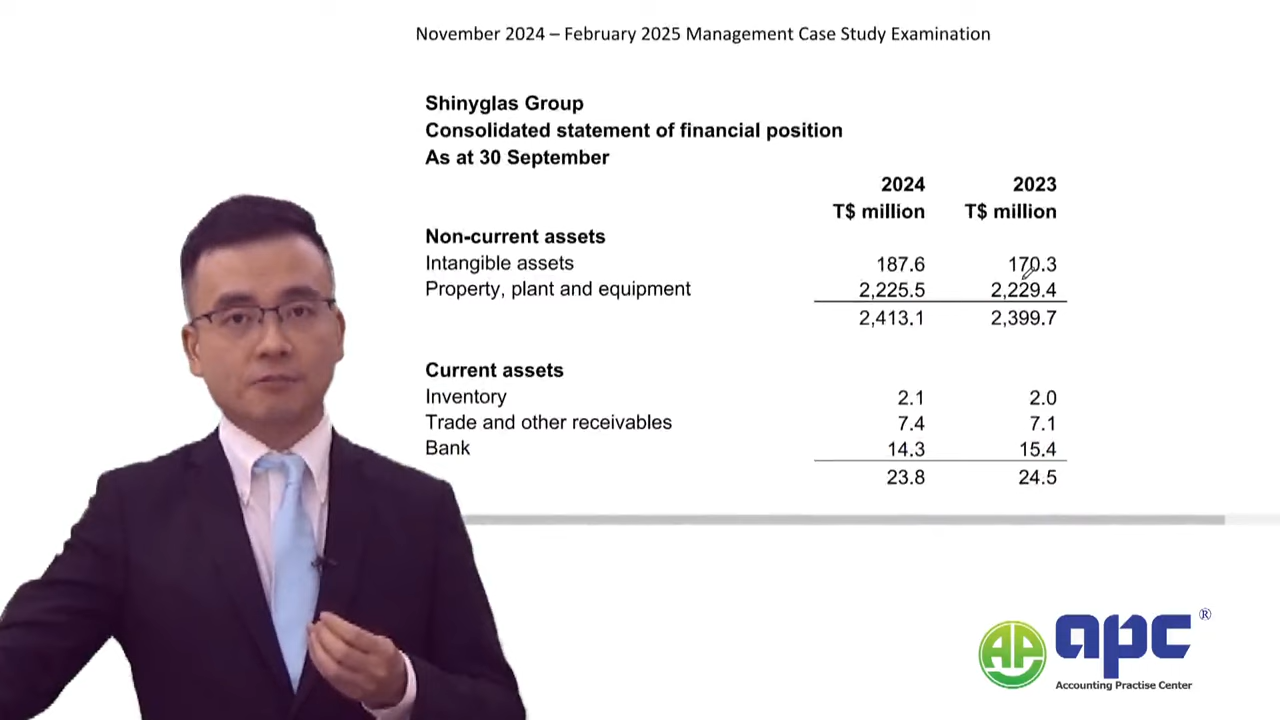 November 2024 – February 2025 Management Case Study Examination
Shinyglas Group
Consolidated statement of financial position
As at 30 September
2024 2023
T$ million T$ million
Non-current assets
Intangible assets 187.6 170.3
Property, plant and equipment 2,225.5 2,229.4
2,413.1 2,399.7
Current assets
Inventory 2.1 2.0
Trade and other receivables 7.4 7.1
Bank 14.3 15.4
23.8 24.5
AP apc ®
Accounting Practise Center